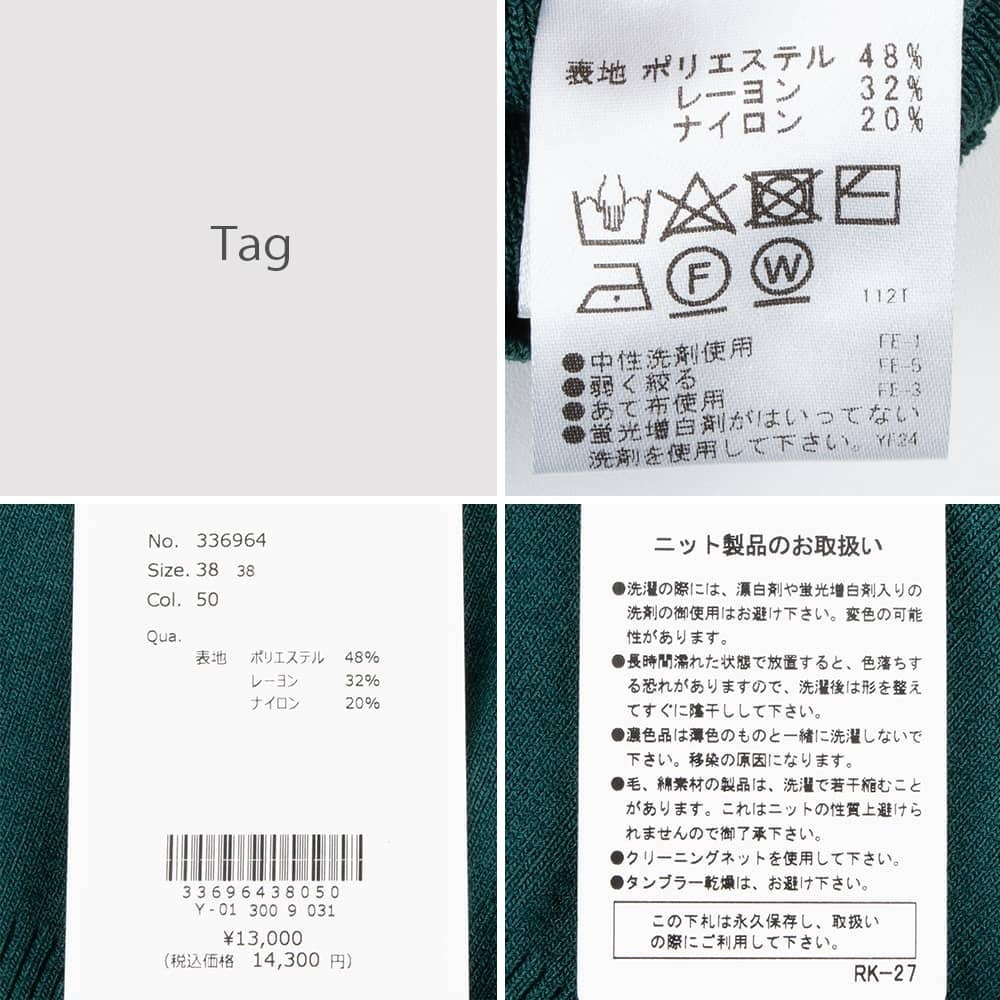 Tag
表地 ポリエステル 48%
レーヨン 32%
ナイロン 20%
F W
112T
●中性洗剤使用 FE-1
●弱く絞る FE-5
●あて布使用 FE-3
●蛍光増白剤がはいってない
洗剤を使用して下さい。 YF24
No. 336964
Size. 38 38
Col. 50
Qua.
表地 ポリエステル 48%
レーヨン 32%
ナイロン 20%
33696438050
Y-01 300 9 031
¥13,000
(税込価格 14,300 円)
ニット製品のお取扱い
●洗濯の際には、漂白剤や蛍光増白剤入りの
洗剤の御使用はお避け下さい。変色の可能
性があります。
●長時間濡れた状態で放置すると、色落ちす
る恐れがありますので、洗濯後は形を整え
てすぐに陰干しして下さい。
●濃色品は薄色のものと一緒に洗濯しないで
下さい。移染の原因になります。
●毛、綿素材の製品は、洗濯で若干縮むこと
があります。これはニットの性質上避けら
れませんので御了承下さい。
●クリーニングネットを使用して下さい。
●タンブラー乾燥は、お避け下さい。
この下札は永久保存し、取扱い
の際にご利用して下さい。
RK-27